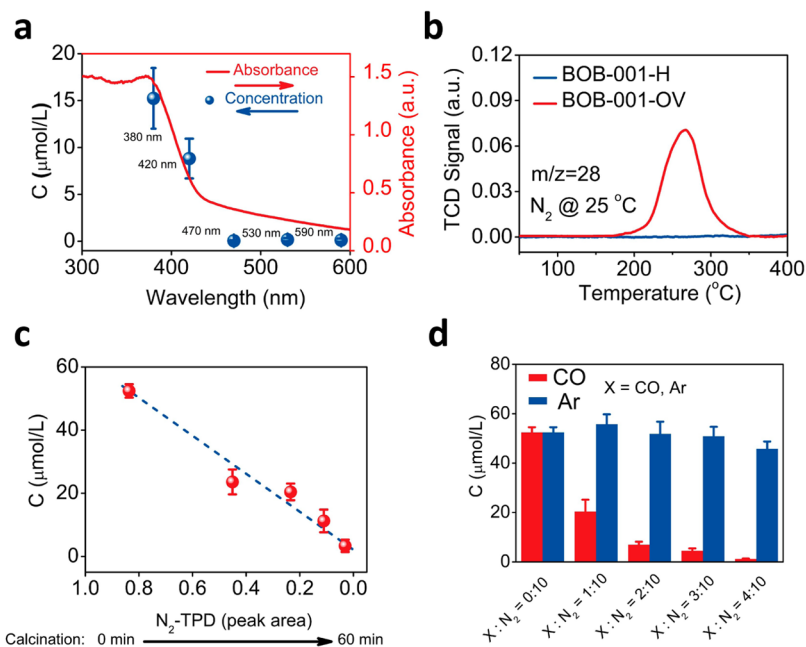 a
20
15
10
5
0
C (μmol/L)
Absorbance
Concentration
380 nm
420 nm
470 nm
530 nm
590 nm
1.5
1.0
0.5
0.0
Absorbance (a.u.)
300
400
500
600
Wavelength (nm)
b
0.12
0.09
0.06
0.03
0.00
TCD Signal (a.u.)
BOB-001-H
BOB-001-OV
m/z=28
N₂ @ 25 °C
100
200
300
400
Temperature (°C)
c
60
40
20
0
C (μmol/L)
1.0
0.8
0.6
0.4
0.2
0.0
N₂-TPD (peak area)
Calcination: 0 min
60 min
d
80
60
40
20
0
C (μmol/L)
CO
Ar
X = CO, Ar
X : N₂ = 0:10
X : N₂ = 1:10
X : N₂ = 2:10
X : N₂ = 3:10
X : N₂ = 4:10